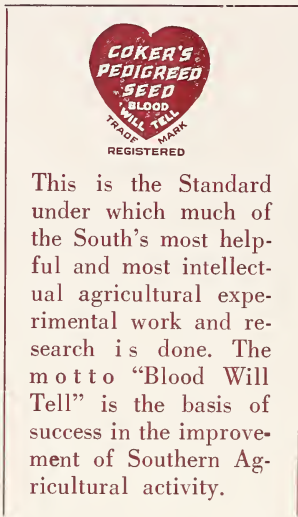 COKER'S
PEDIGREED
SEED
BLOOD
WILL TELL
TRADE MARK
REGISTERED
This is the Standard
under which much of
the South's most help-
ful and most intellect-
ual agricultural expe-
rimental work and re-
search is done. The
motto "Blood Will
Tell" is the basis of
success in the improve-
ment of Southern Ag-
ricultural activity.